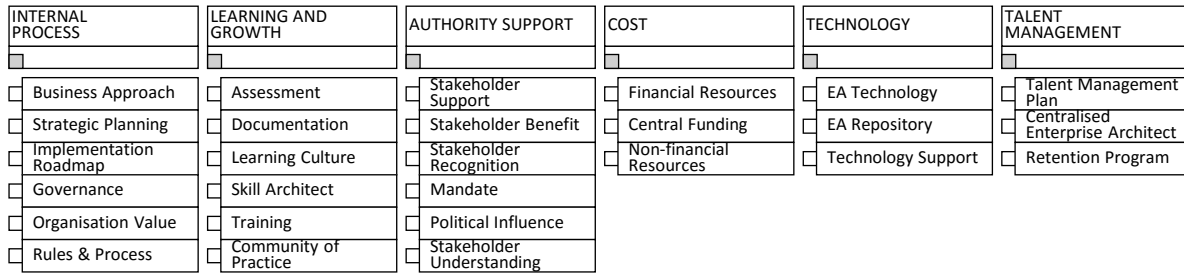 INTERNAL
PROCESS
LEARNING AND
GROWTH
AUTHORITY SUPPORT
COST
TECHNOLOGY
TALENT
MANAGEMENT
Business Approach
Strategic Planning
Implementation
Roadmap
Governance
Organisation Value
Rules & Process
Assessment
Documentation
Learning Culture
Skill Architect
Training
Community of
Practice
Stakeholder
Support
Stakeholder Benefit
Stakeholder
Recognition
Mandate
Political Influence
Stakeholder
Understanding
Financial Resources
Central Funding
Non-financial
Resources
EA Technology
EA Repository
Technology Support
Talent Management
Plan
Centralised
Enterprise Architect
Retention Program